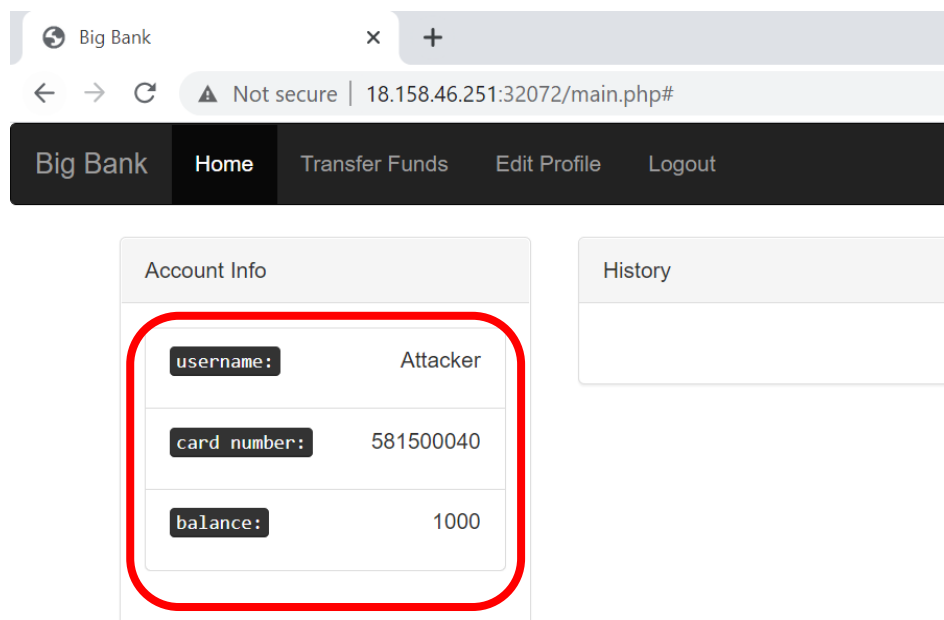 Big Bank
Not secure | 18.158.46.251:32072/main.php#
Big Bank Home Transfer Funds Edit Profile Logout
Account Info
username: Attacker
card number: 581500040
balance: 1000
History